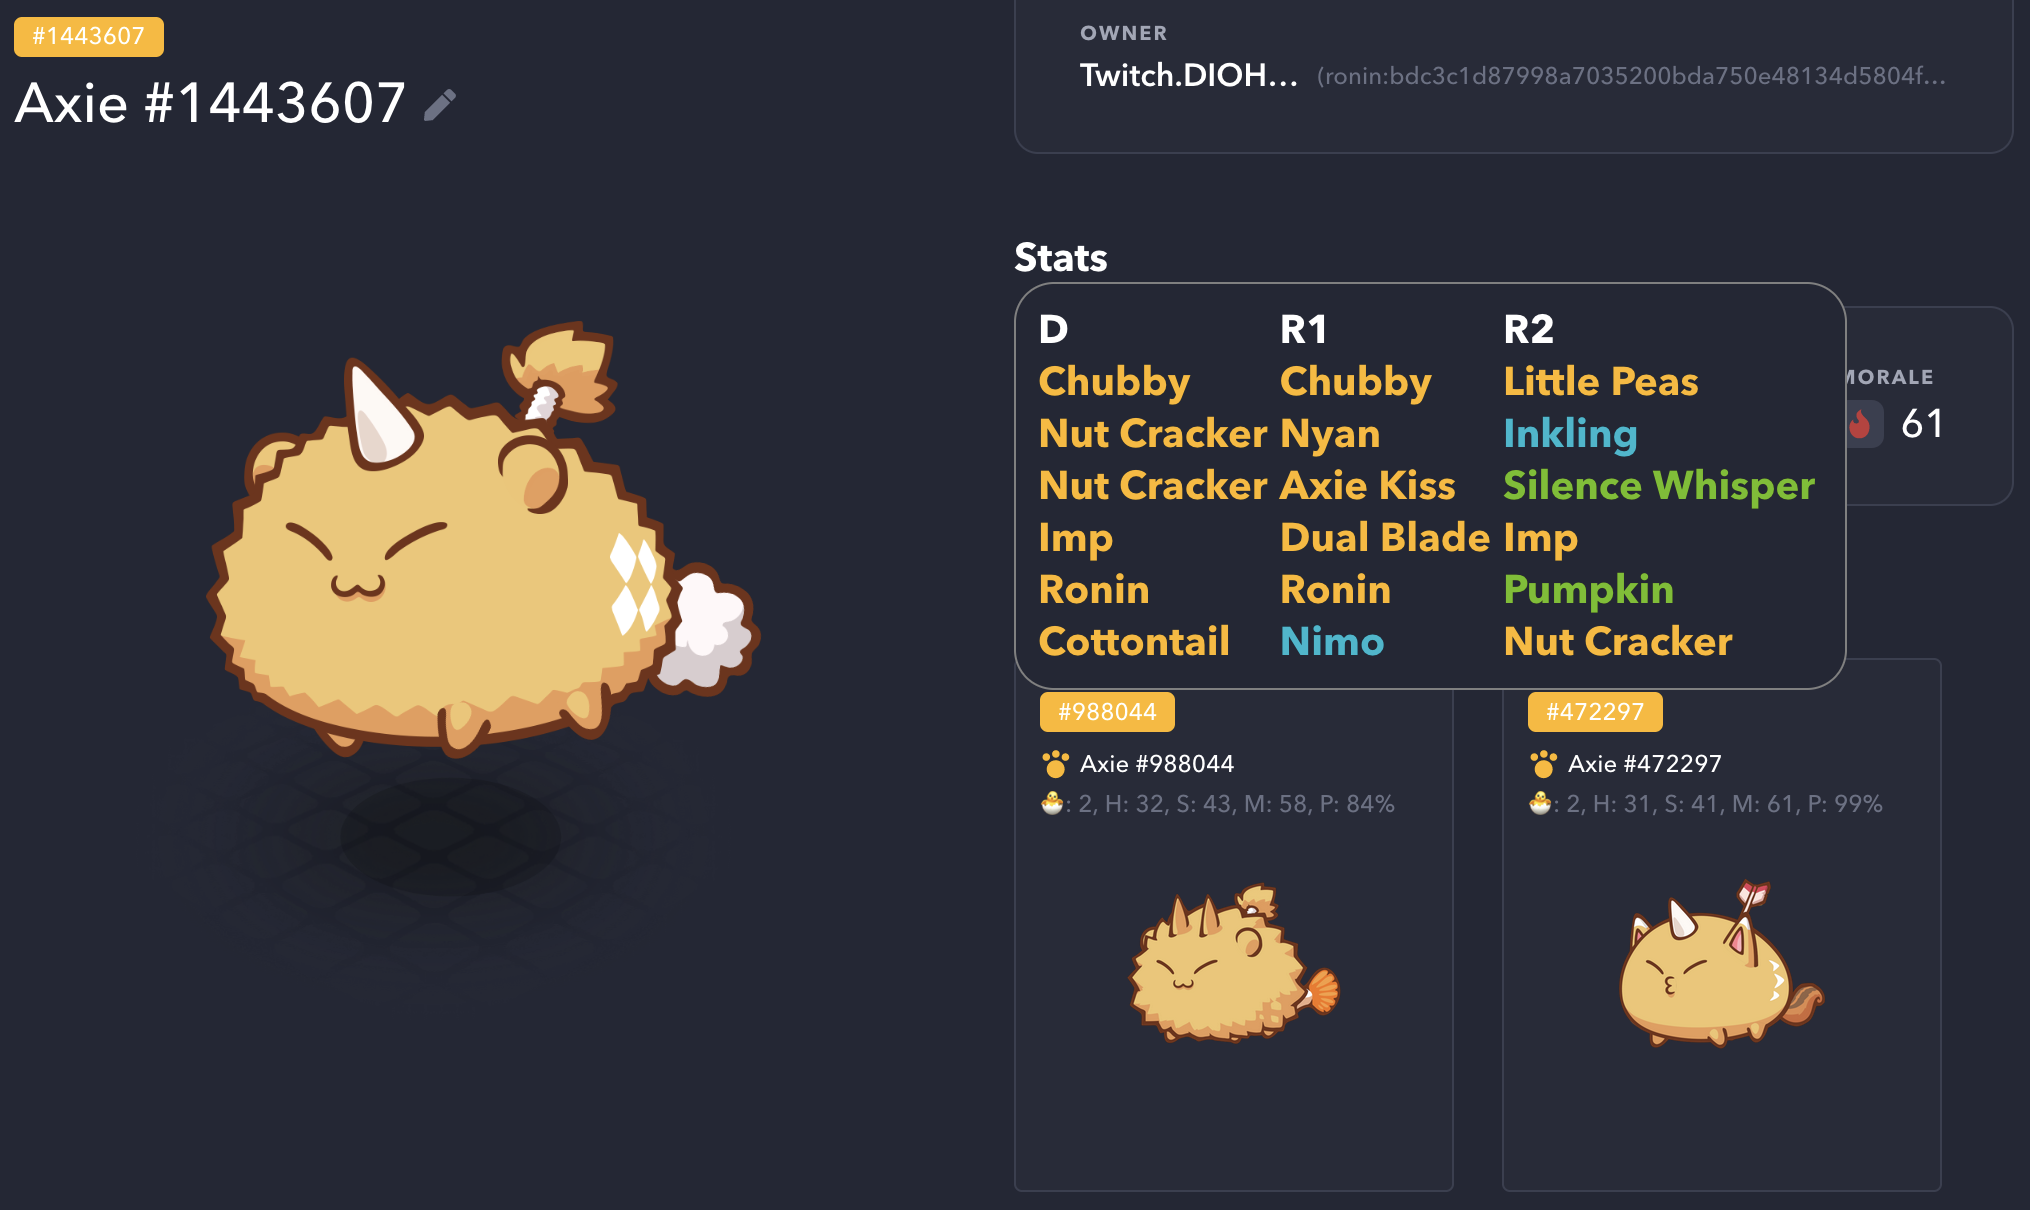 #1443607
Axie #1443607
OWNER
Twitch.DIOH... (ronin:bdc3c1d87998a7035200bda750e48134d5804f...
Stats
D R1 R2
Chubby Chubby Little Peas
Nut Cracker Nyan Inkling
Nut Cracker Axie Kiss Silence Whisper
Imp Dual Blade Imp
Ronin Ronin Pumpkin
Cottontail Nimo Nut Cracker
MORALE
61
#988044
Axie #988044
: 2, H: 32, S: 43, M: 58, P: 84%
#472297
Axie #472297
: 2, H: 31, S: 41, M: 61, P: 99%